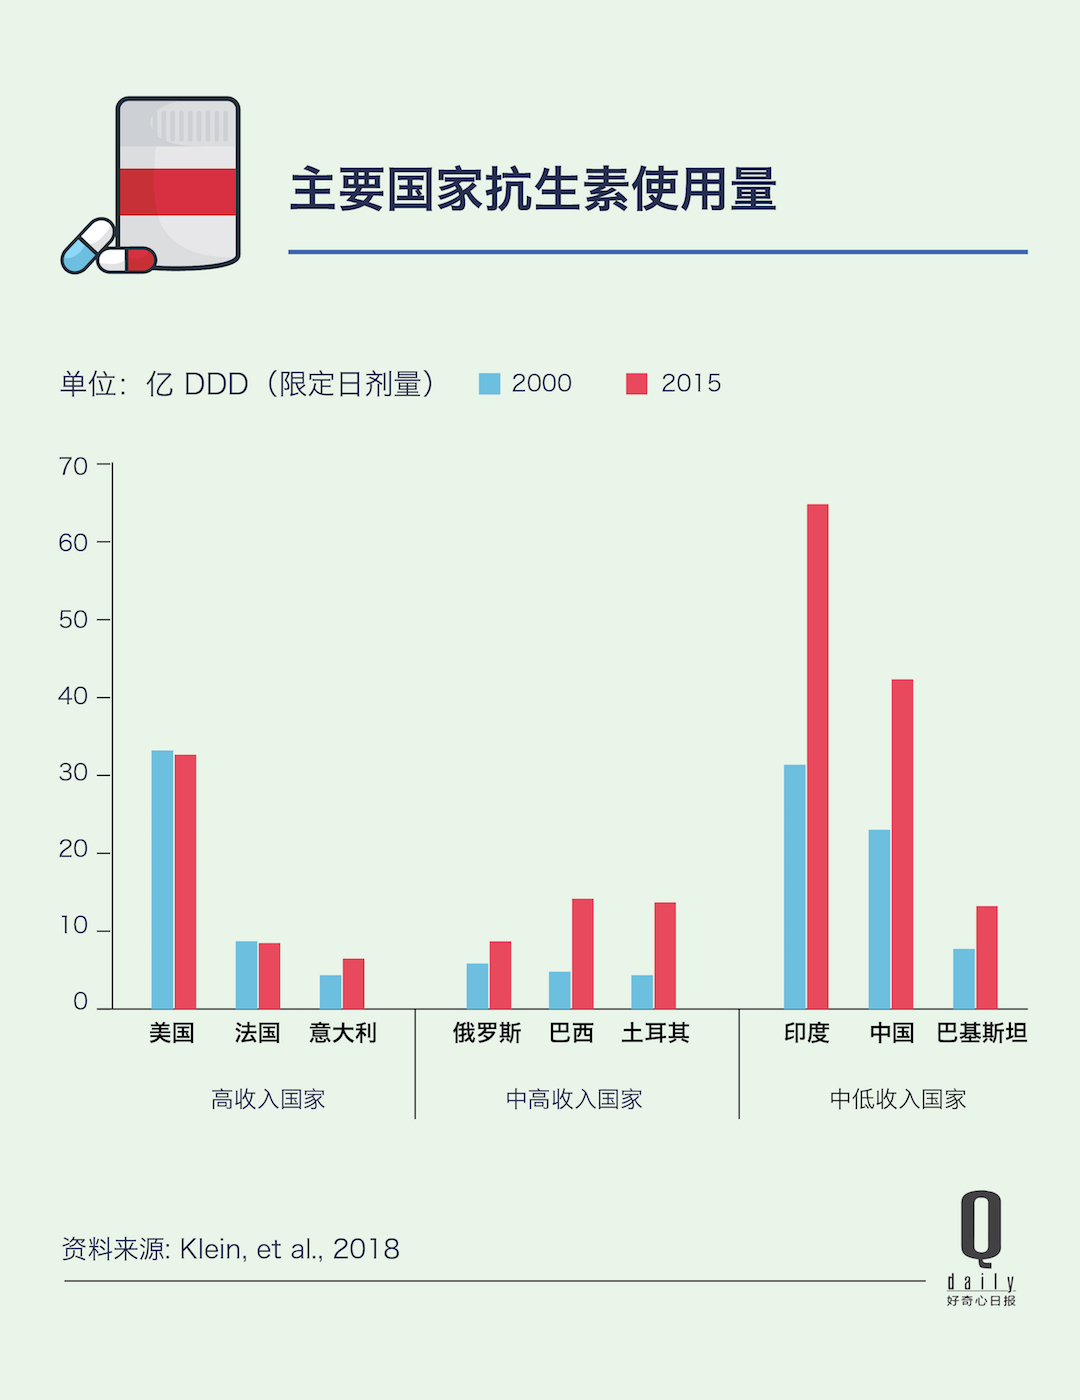 主要国家抗生素使用量
单位：亿 DDD（限定日剂量） 2000 2015
70
60
50
40
30
20
10
0
美国 法国 意大利 俄罗斯 巴西 土耳其 印度 中国 巴基斯坦
高收入国家 中高收入国家 中低收入国家
资料来源: Klein, et al., 2018
Q
daily
好奇心日报